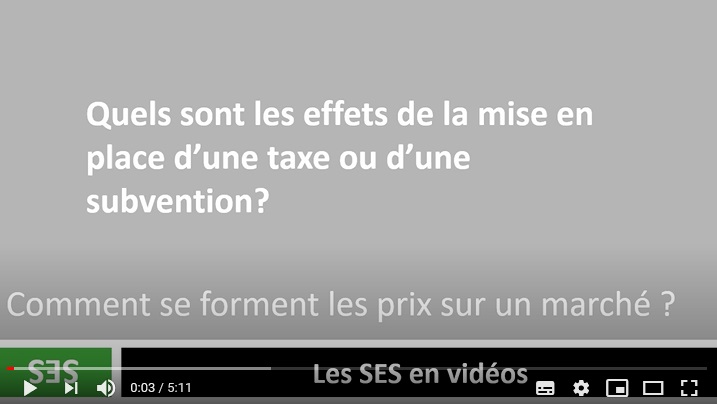 Quels sont les effets de la mise en
place d'une taxe ou d'une
subvention?
Comment se forment les prix sur un marché ?
SES
Les SES en vidéos
0:03 / 5:11